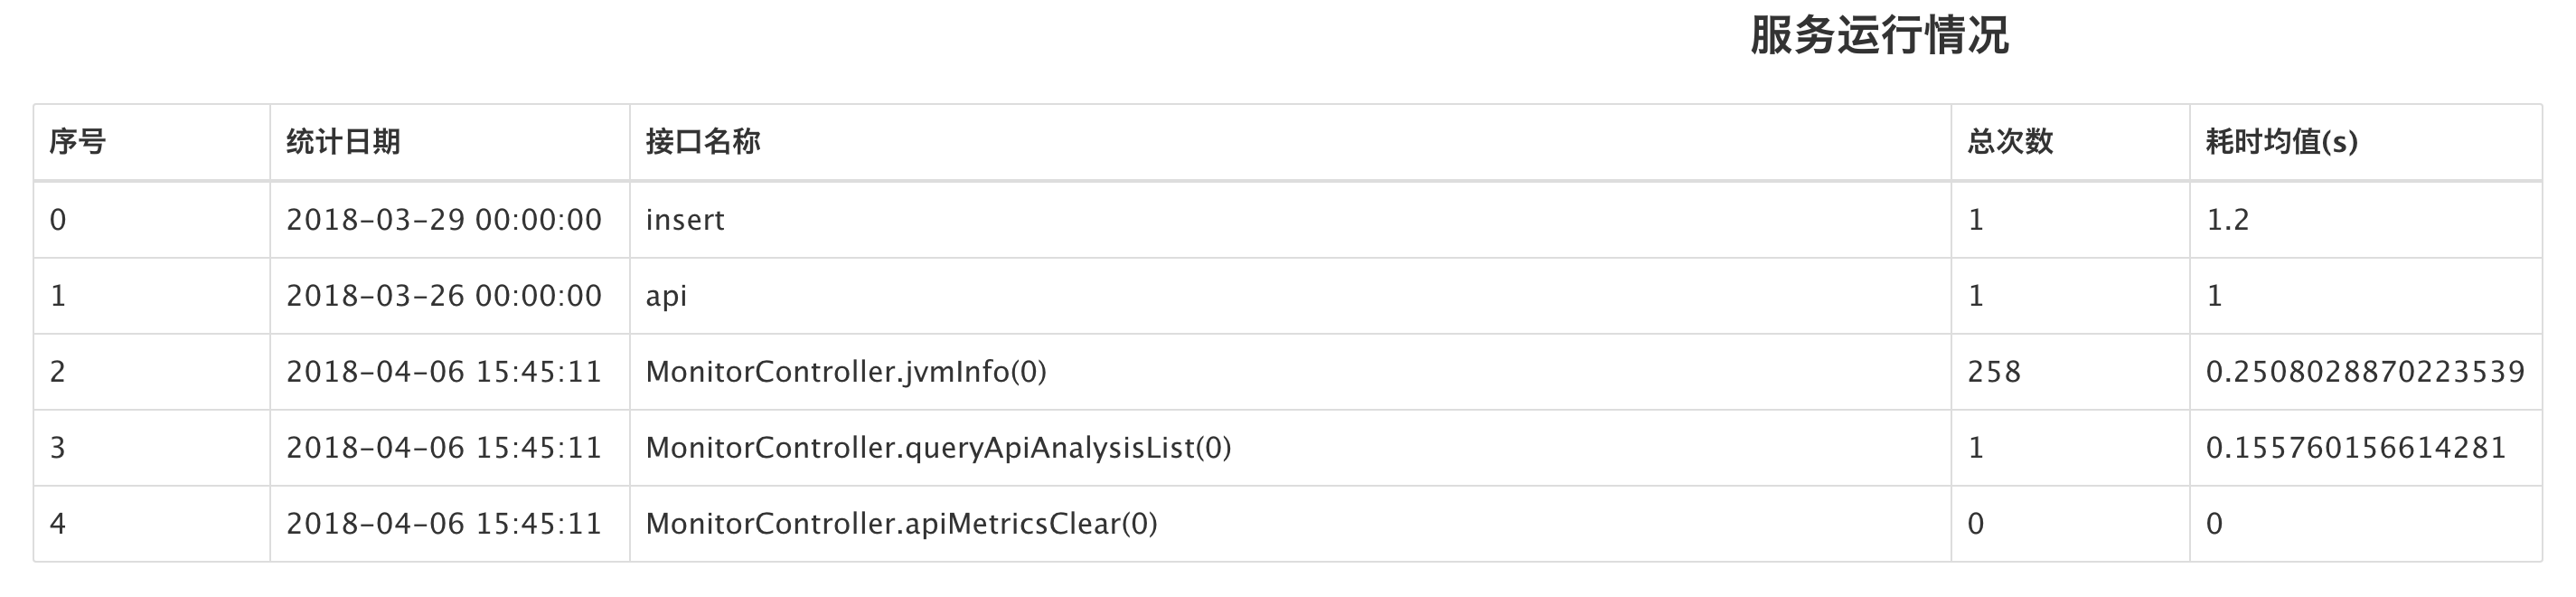 服务运行情况
序号 统计日期 接口名称 总次数 耗时均值(s)
0 2018-03-29 00:00:00 insert 1 1.2
1 2018-03-26 00:00:00 api 1 1
2 2018-04-06 15:45:11 MonitorController.jvmInfo(0) 258 0.2508028870223539
3 2018-04-06 15:45:11 MonitorController.queryApiAnalysisList(0) 1 0.155760156614281
4 2018-04-06 15:45:11 MonitorController.apiMetricsClear(0) 0 0